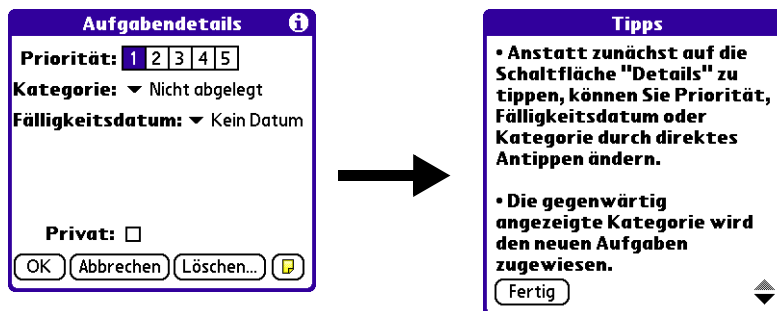 Aufgabendetails
Priorität: 1 2 3 4 5
Kategorie: Nicht abgelegt
Fälligkeitsdatum: Kein Datum
Privat:
OK Abbrechen Löschen...
Tipps
• Anstatt zunächst auf die
Schaltfläche "Details" zu
tippen, können Sie Priorität,
Fälligkeitsdatum oder
Kategorie durch direktes
Antippen ändern.
• Die gegenwärtig
angezeigte Kategorie wird
den neuen Aufgaben
zugewiesen.
Fertig